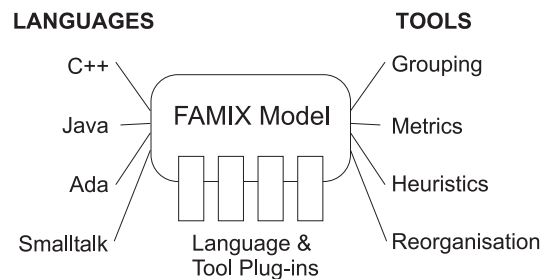 LANGUAGES
TOOLS
C++
Java
Ada
Smalltalk
FAMIX Model
Language &
Tool Plug-ins
Grouping
Metrics
Heuristics
Reorganisation